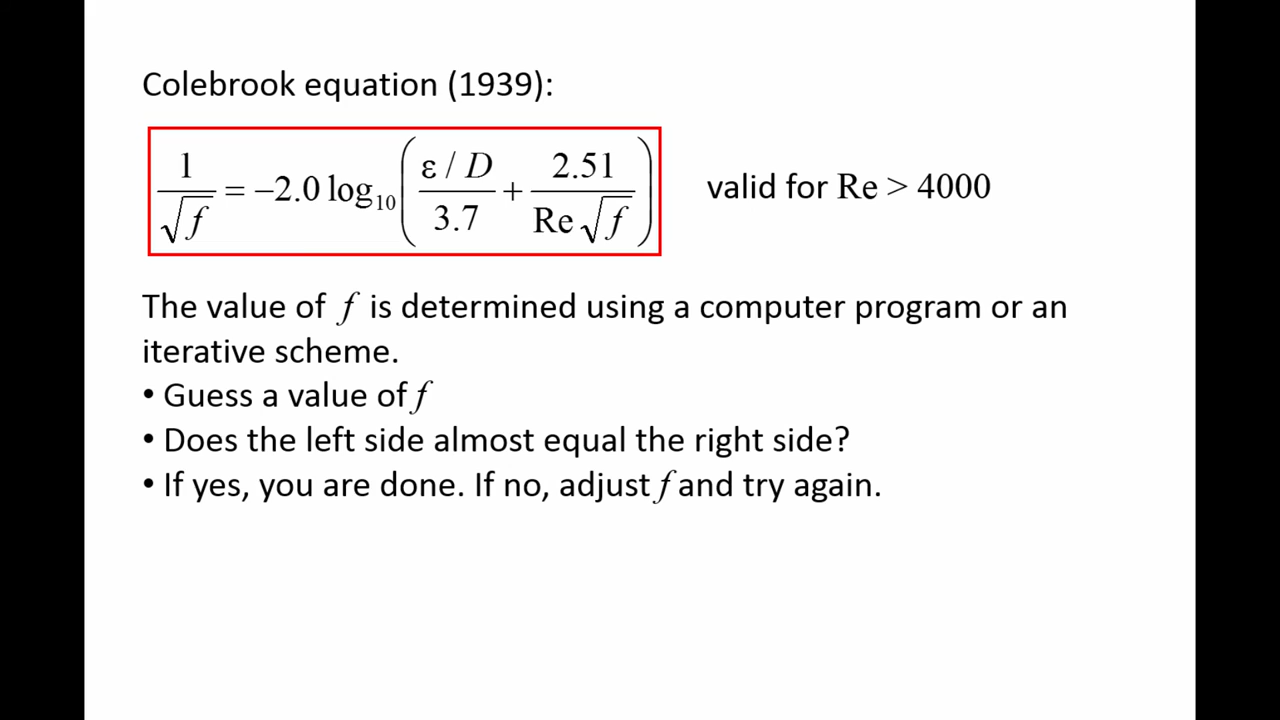 Colebrook equation (1939):
1/√f = −2.0 log₁₀((ε / D)/3.7 + 2.51/(Re √f)) valid for Re > 4000
The value of f is determined using a computer program or an
iterative scheme.
• Guess a value of f
• Does the left side almost equal the right side?
• If yes, you are done. If no, adjust f and try again.